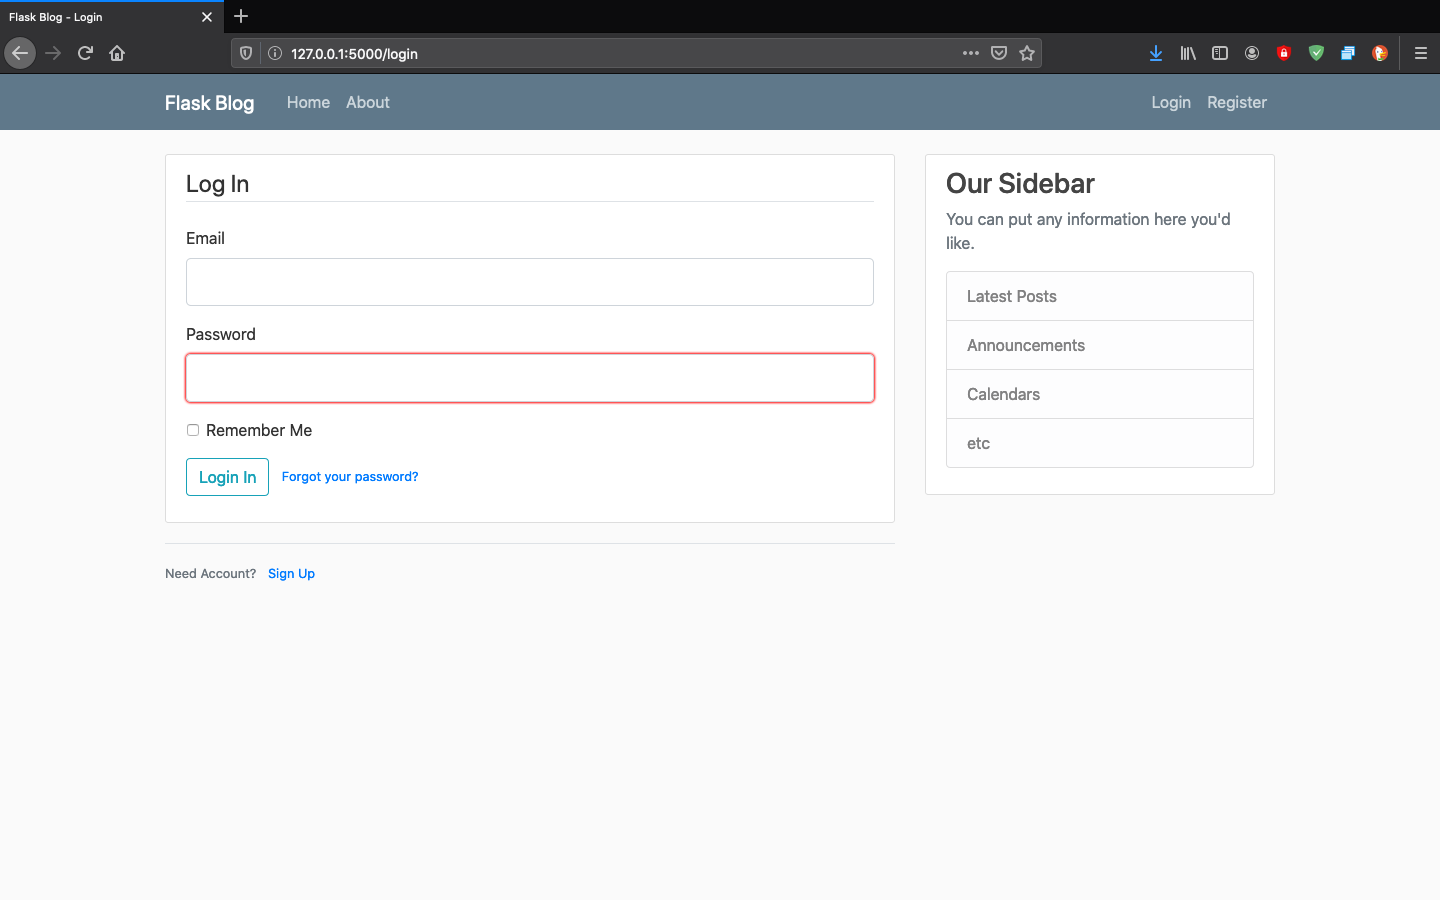 Flask Blog - Login
127.0.0.1:5000/login
Flask Blog Home About Login Register
Log In
Email
Password
Remember Me
Login In Forgot your password?
Need Account? Sign Up
Our Sidebar
You can put any information here you'd
like.
Latest Posts
Announcements
Calendars
etc